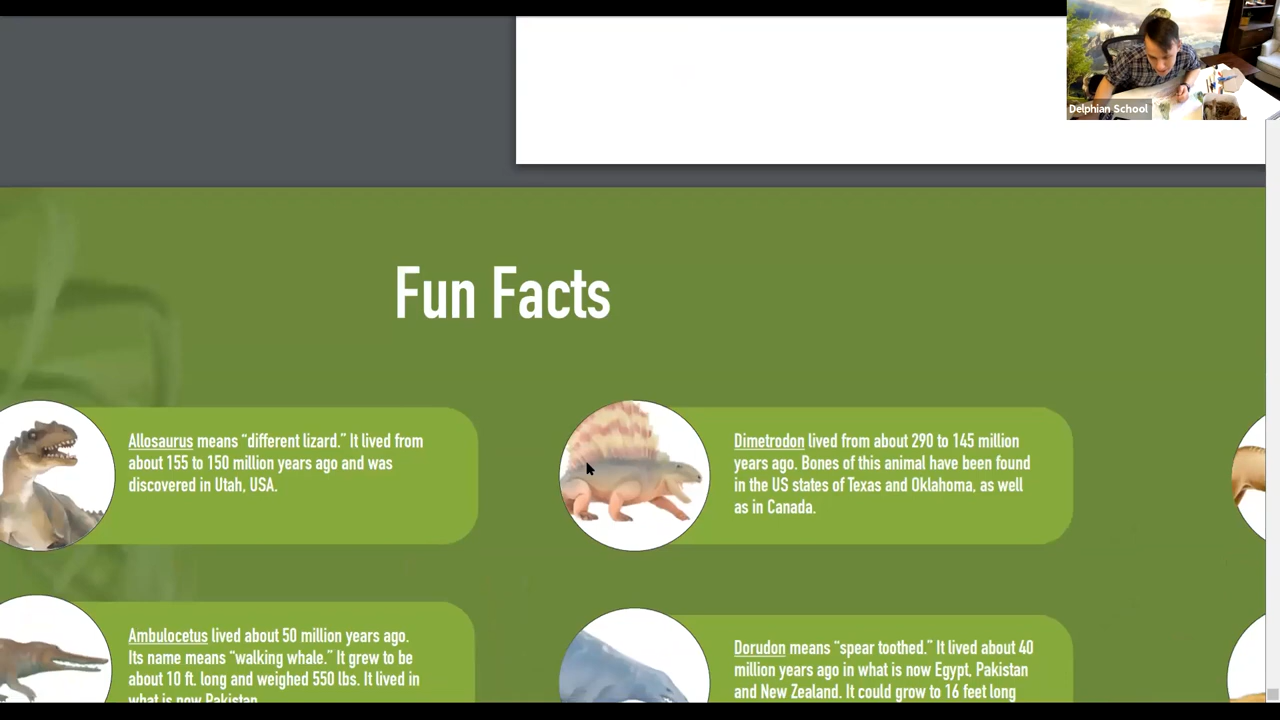 Delphian School
Fun Facts
Allosaurus means “different lizard.” It lived from
about 155 to 150 million years ago and was
discovered in Utah, USA.
Dimetrodon lived from about 290 to 145 million
years ago. Bones of this animal have been found
in the US states of Texas and Oklahoma, as well
as in Canada.
Ambulocetus lived about 50 million years ago.
Its name means “walking whale.” It grew to be
about 10 ft. long and weighed 550 lbs. It lived in
what is now Pakistan.
Dorudon means “spear toothed.” It lived about 40
million years ago in what is now Egypt, Pakistan
and New Zealand. It could grow to 16 feet long